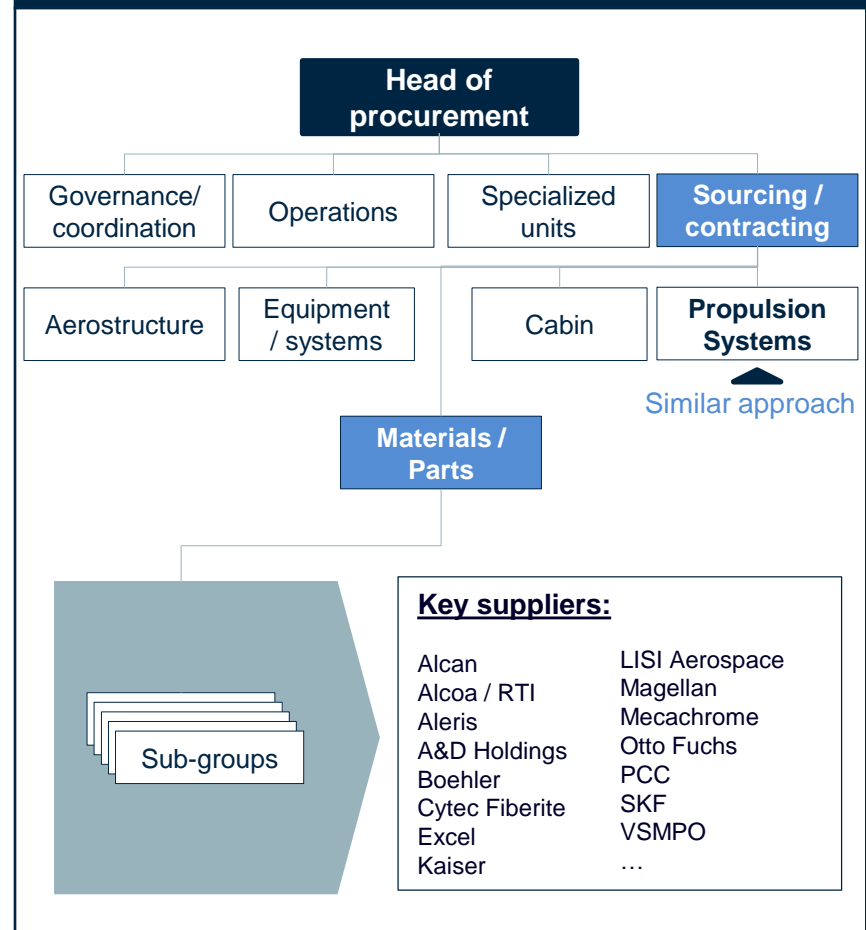 Head of
procurement
Governance/
coordination
Operations
Specialized
units
Sourcing /
contracting
Aerostructure
Equipment
/ systems
Cabin
Propulsion
Systems
Similar approach
Materials /
Parts
Sub-groups
Key suppliers:
Alcan
Alcoa / RTI
Aleris
A&D Holdings
Boehler
Cytec Fiberite
Excel
Kaiser
LISI Aerospace
Magellan
Mecachrome
Otto Fuchs
PCC
SKF
VSMPO
…